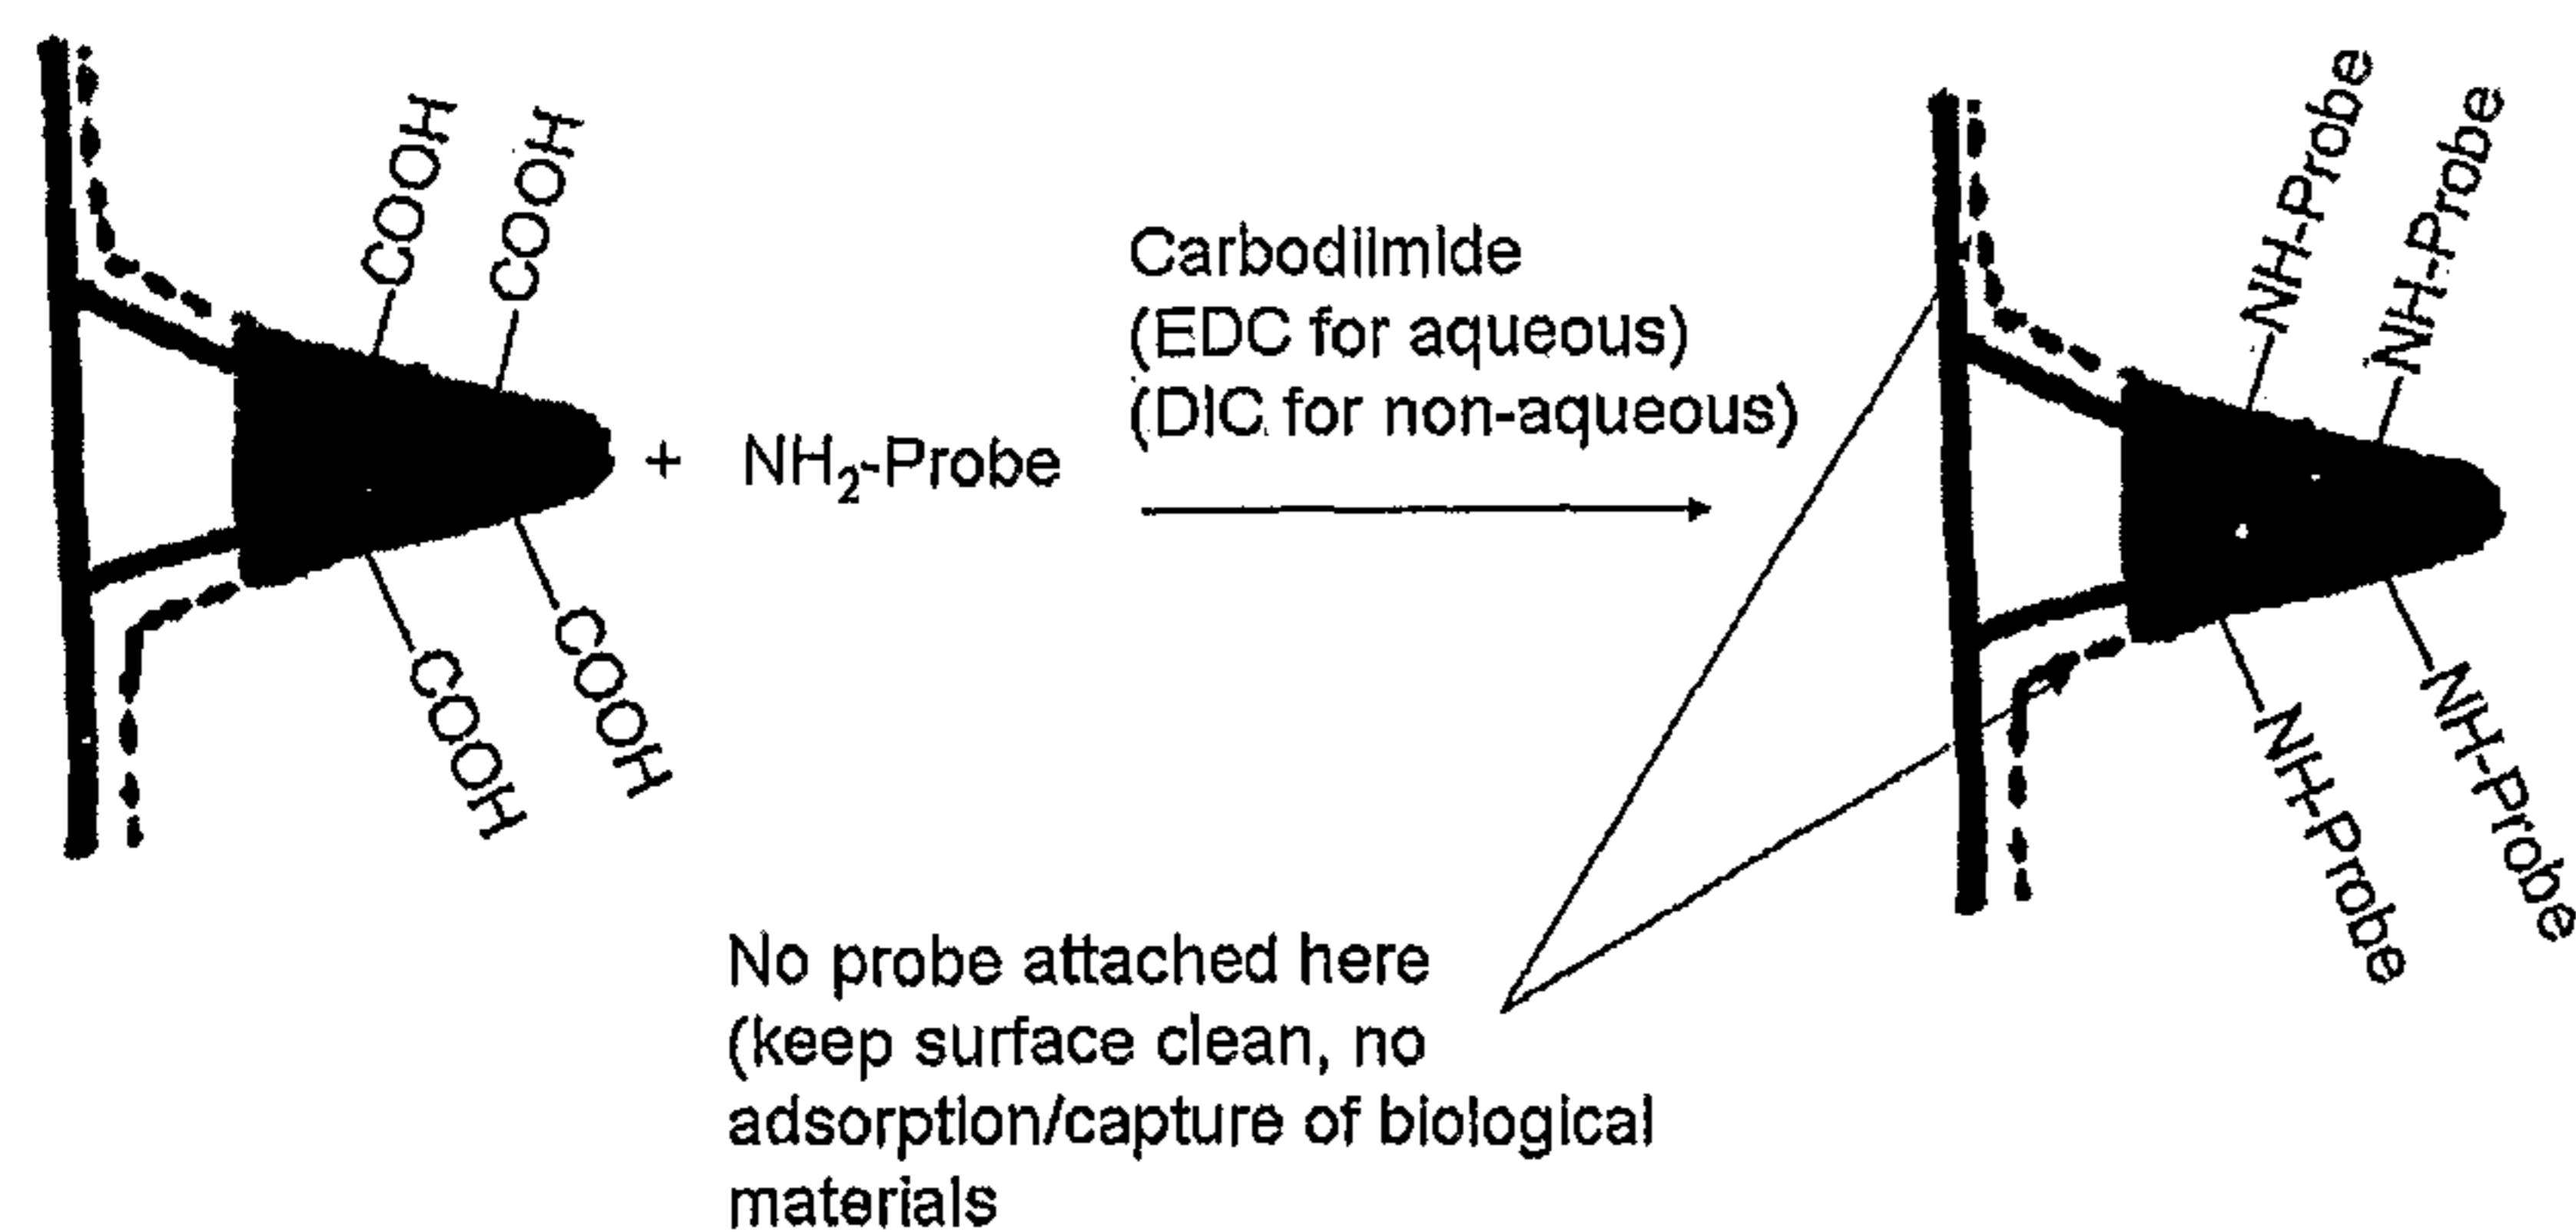 COOH
COOH
COOH
COOH
+ NH₂-Probe
Carbodiimide
(EDC for aqueous)
(DIC for non-aqueous)
NH-Probe
NH-Probe
NH-Probe
NH-Probe
No probe attached here
(keep surface clean, no
adsorption/capture of biological
materials